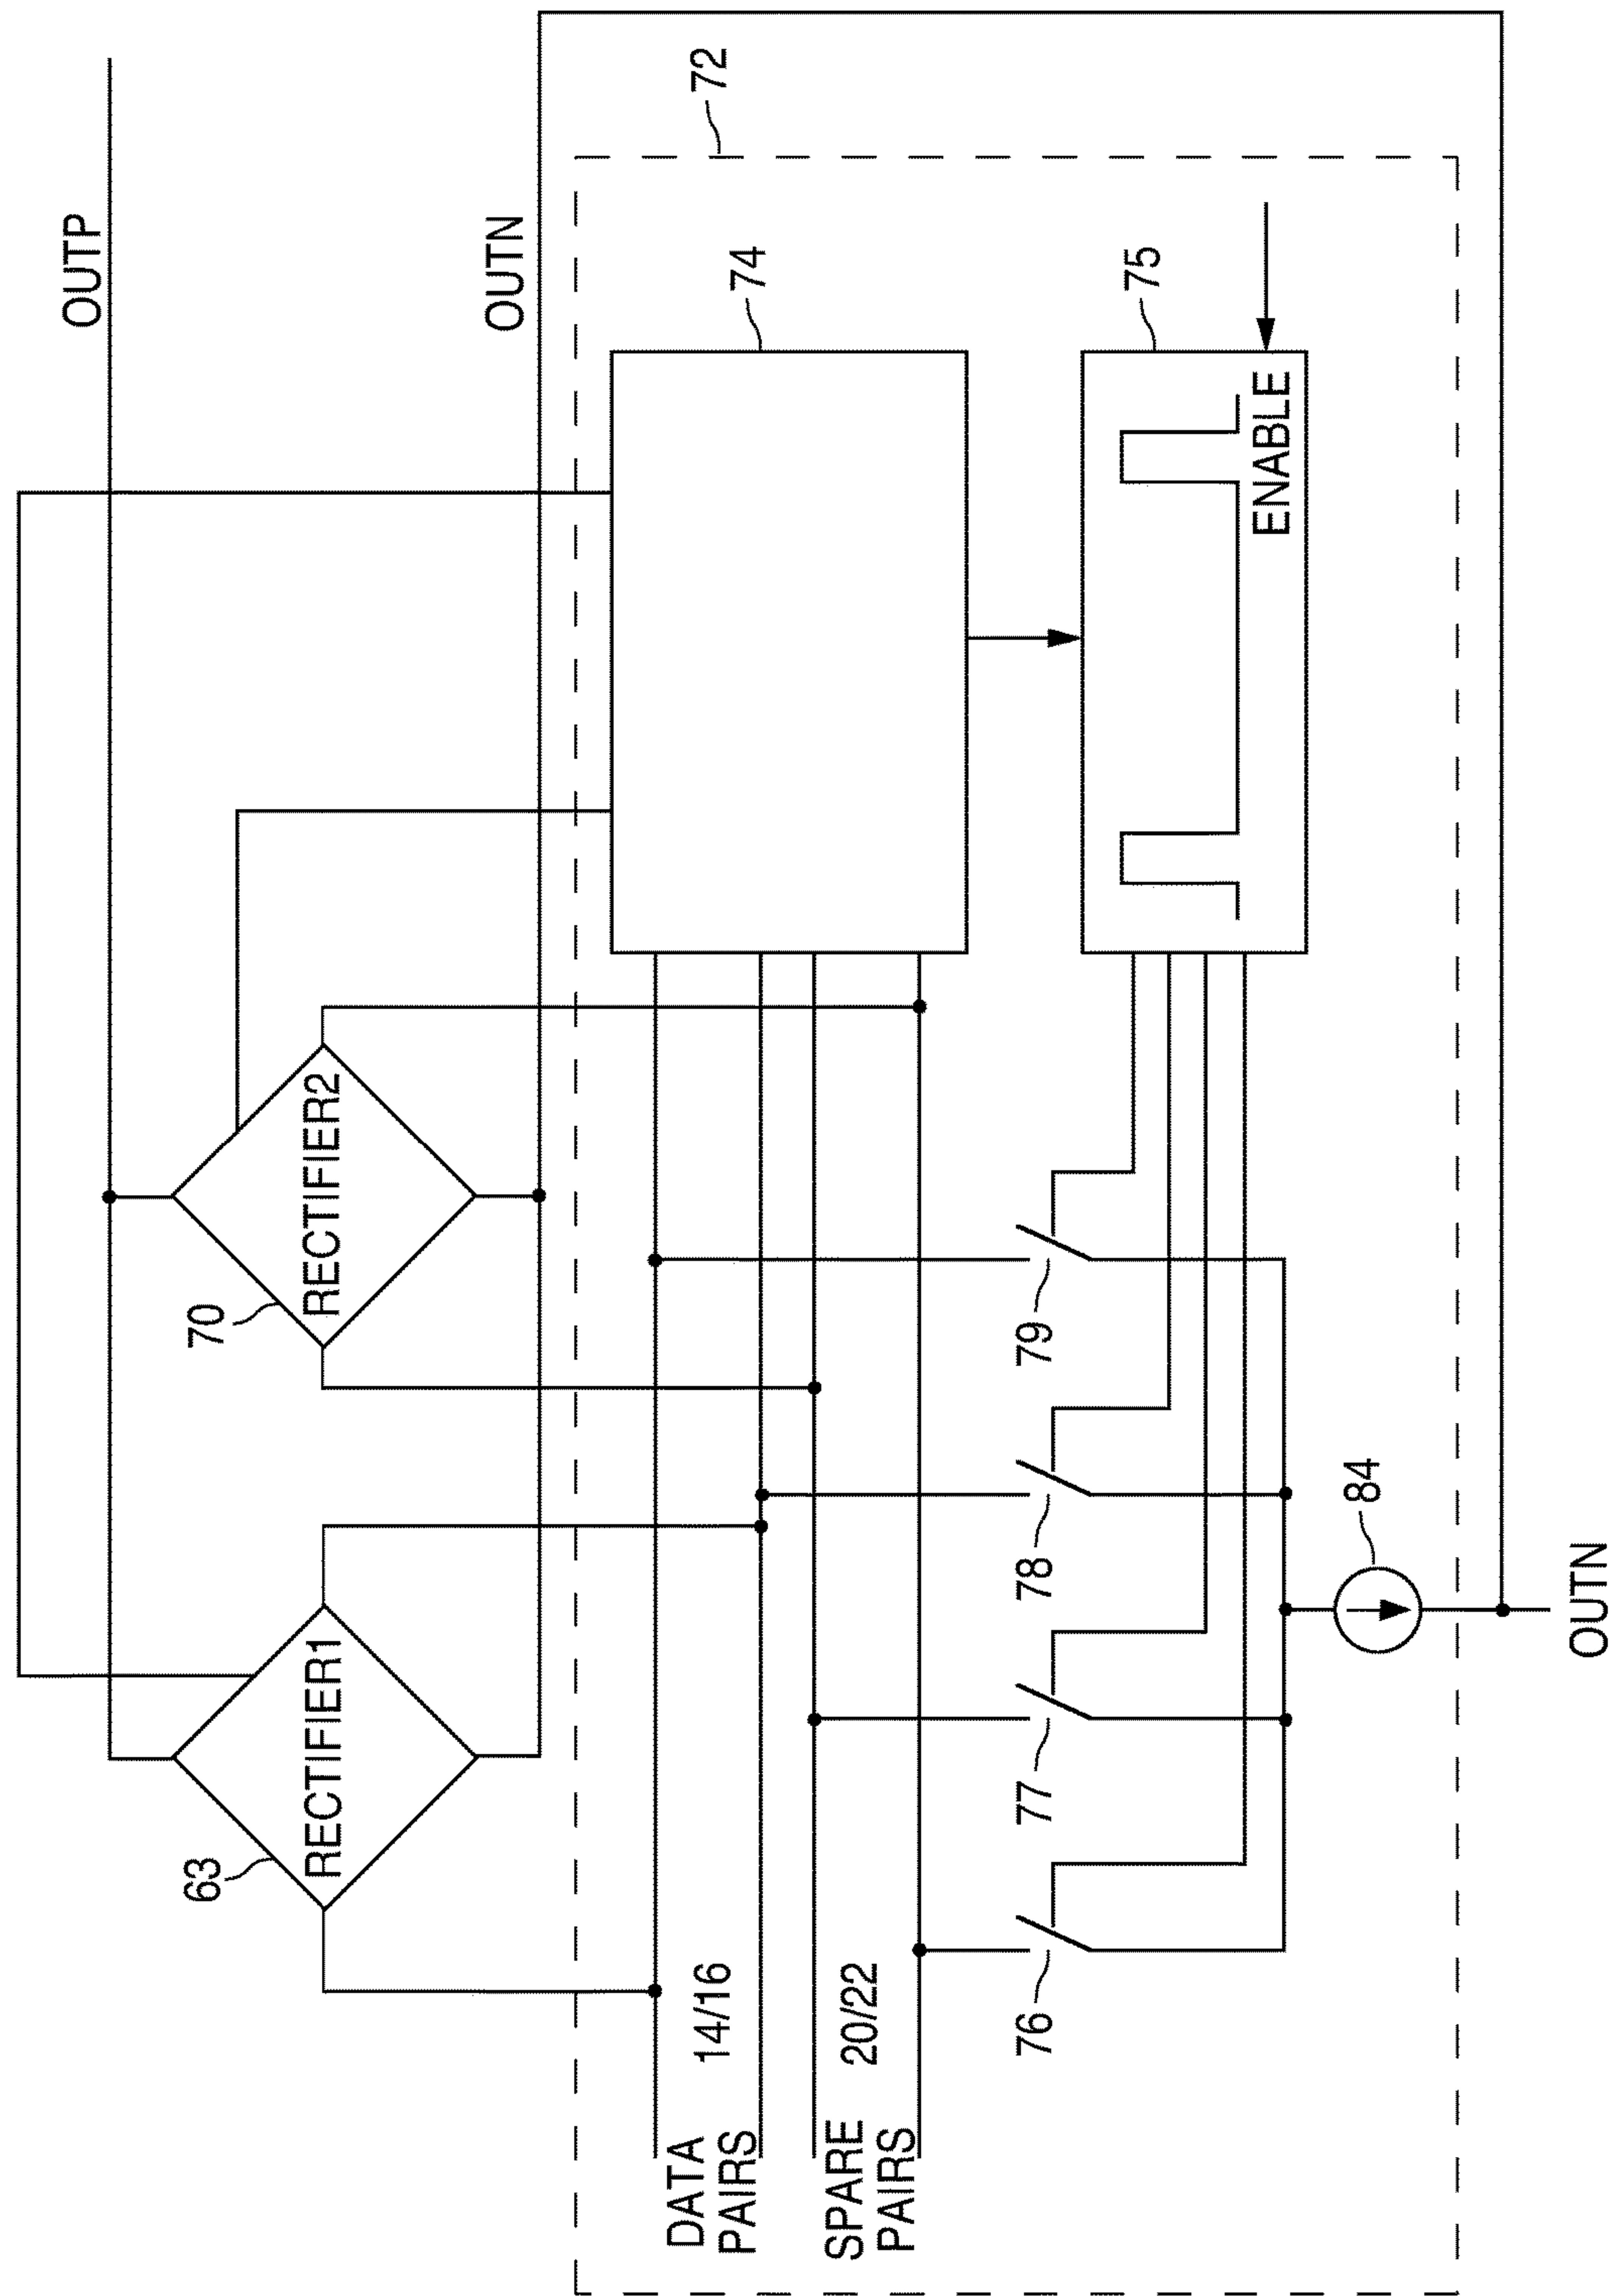 OUTP
OUTN
72
74
75
ENABLE
70
RECTIFIER2
63
RECTIFIER1
DATA
PAIRS
14/16
SPARE
PAIRS
20/22
76
77
78
79
84
OUTN